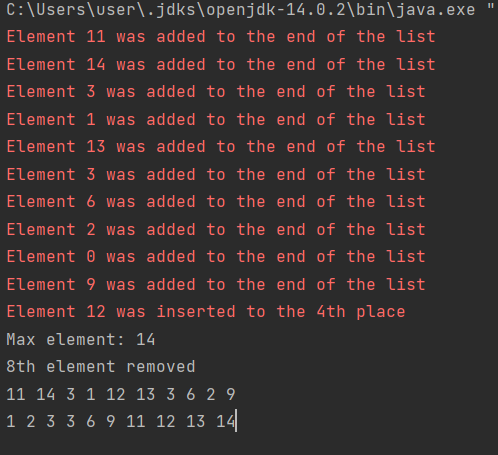 C:\Users\user\.jdks\openjdk-14.0.2\bin\java.exe "
Element 11 was added to the end of the list
Element 14 was added to the end of the list
Element 3 was added to the end of the list
Element 1 was added to the end of the list
Element 13 was added to the end of the list
Element 3 was added to the end of the list
Element 6 was added to the end of the list
Element 2 was added to the end of the list
Element 0 was added to the end of the list
Element 9 was added to the end of the list
Element 12 was inserted to the 4th place
Max element: 14
8th element removed
11 14 3 1 12 13 3 6 2 9
1 2 3 3 6 9 11 12 13 14